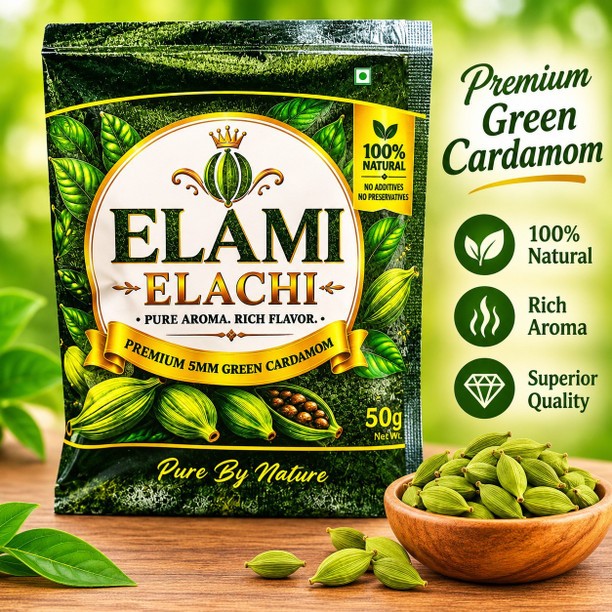 100%
NATURAL
NO ADDITIVES
NO PRESERVATIVES
ELAMI
ELACHI
• PURE AROMA. RICH FLAVOR. •
PREMIUM 5MM GREEN CARDAMOM
50g
Net Wt.
Pure By Nature
Premium
Green
Cardamom
100%
Natural
Rich
Aroma
Superior
Quality